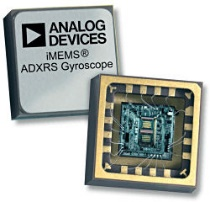 ANALOG
DEVICES
iMEMS®
ADXRS Gyroscope